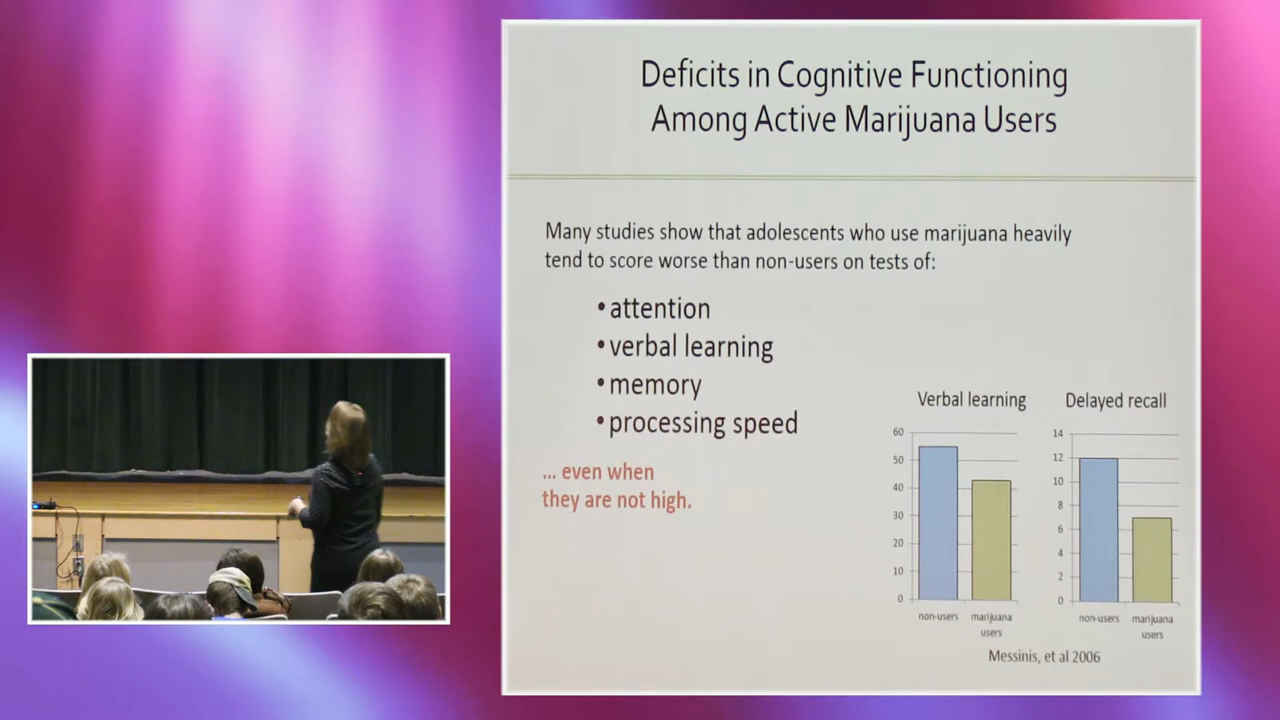 Deficits in Cognitive Functioning
Among Active Marijuana Users
Many studies show that adolescents who use marijuana heavily
tend to score worse than non-users on tests of:
• attention
• verbal learning
• memory
• processing speed
... even when
they are not high.
Verbal learning
60
50
40
30
20
10
0
non-users
marijuana
users
Delayed recall
14
12
10
8
6
4
2
0
non-users
marijuana
users
Messinis, et al 2006